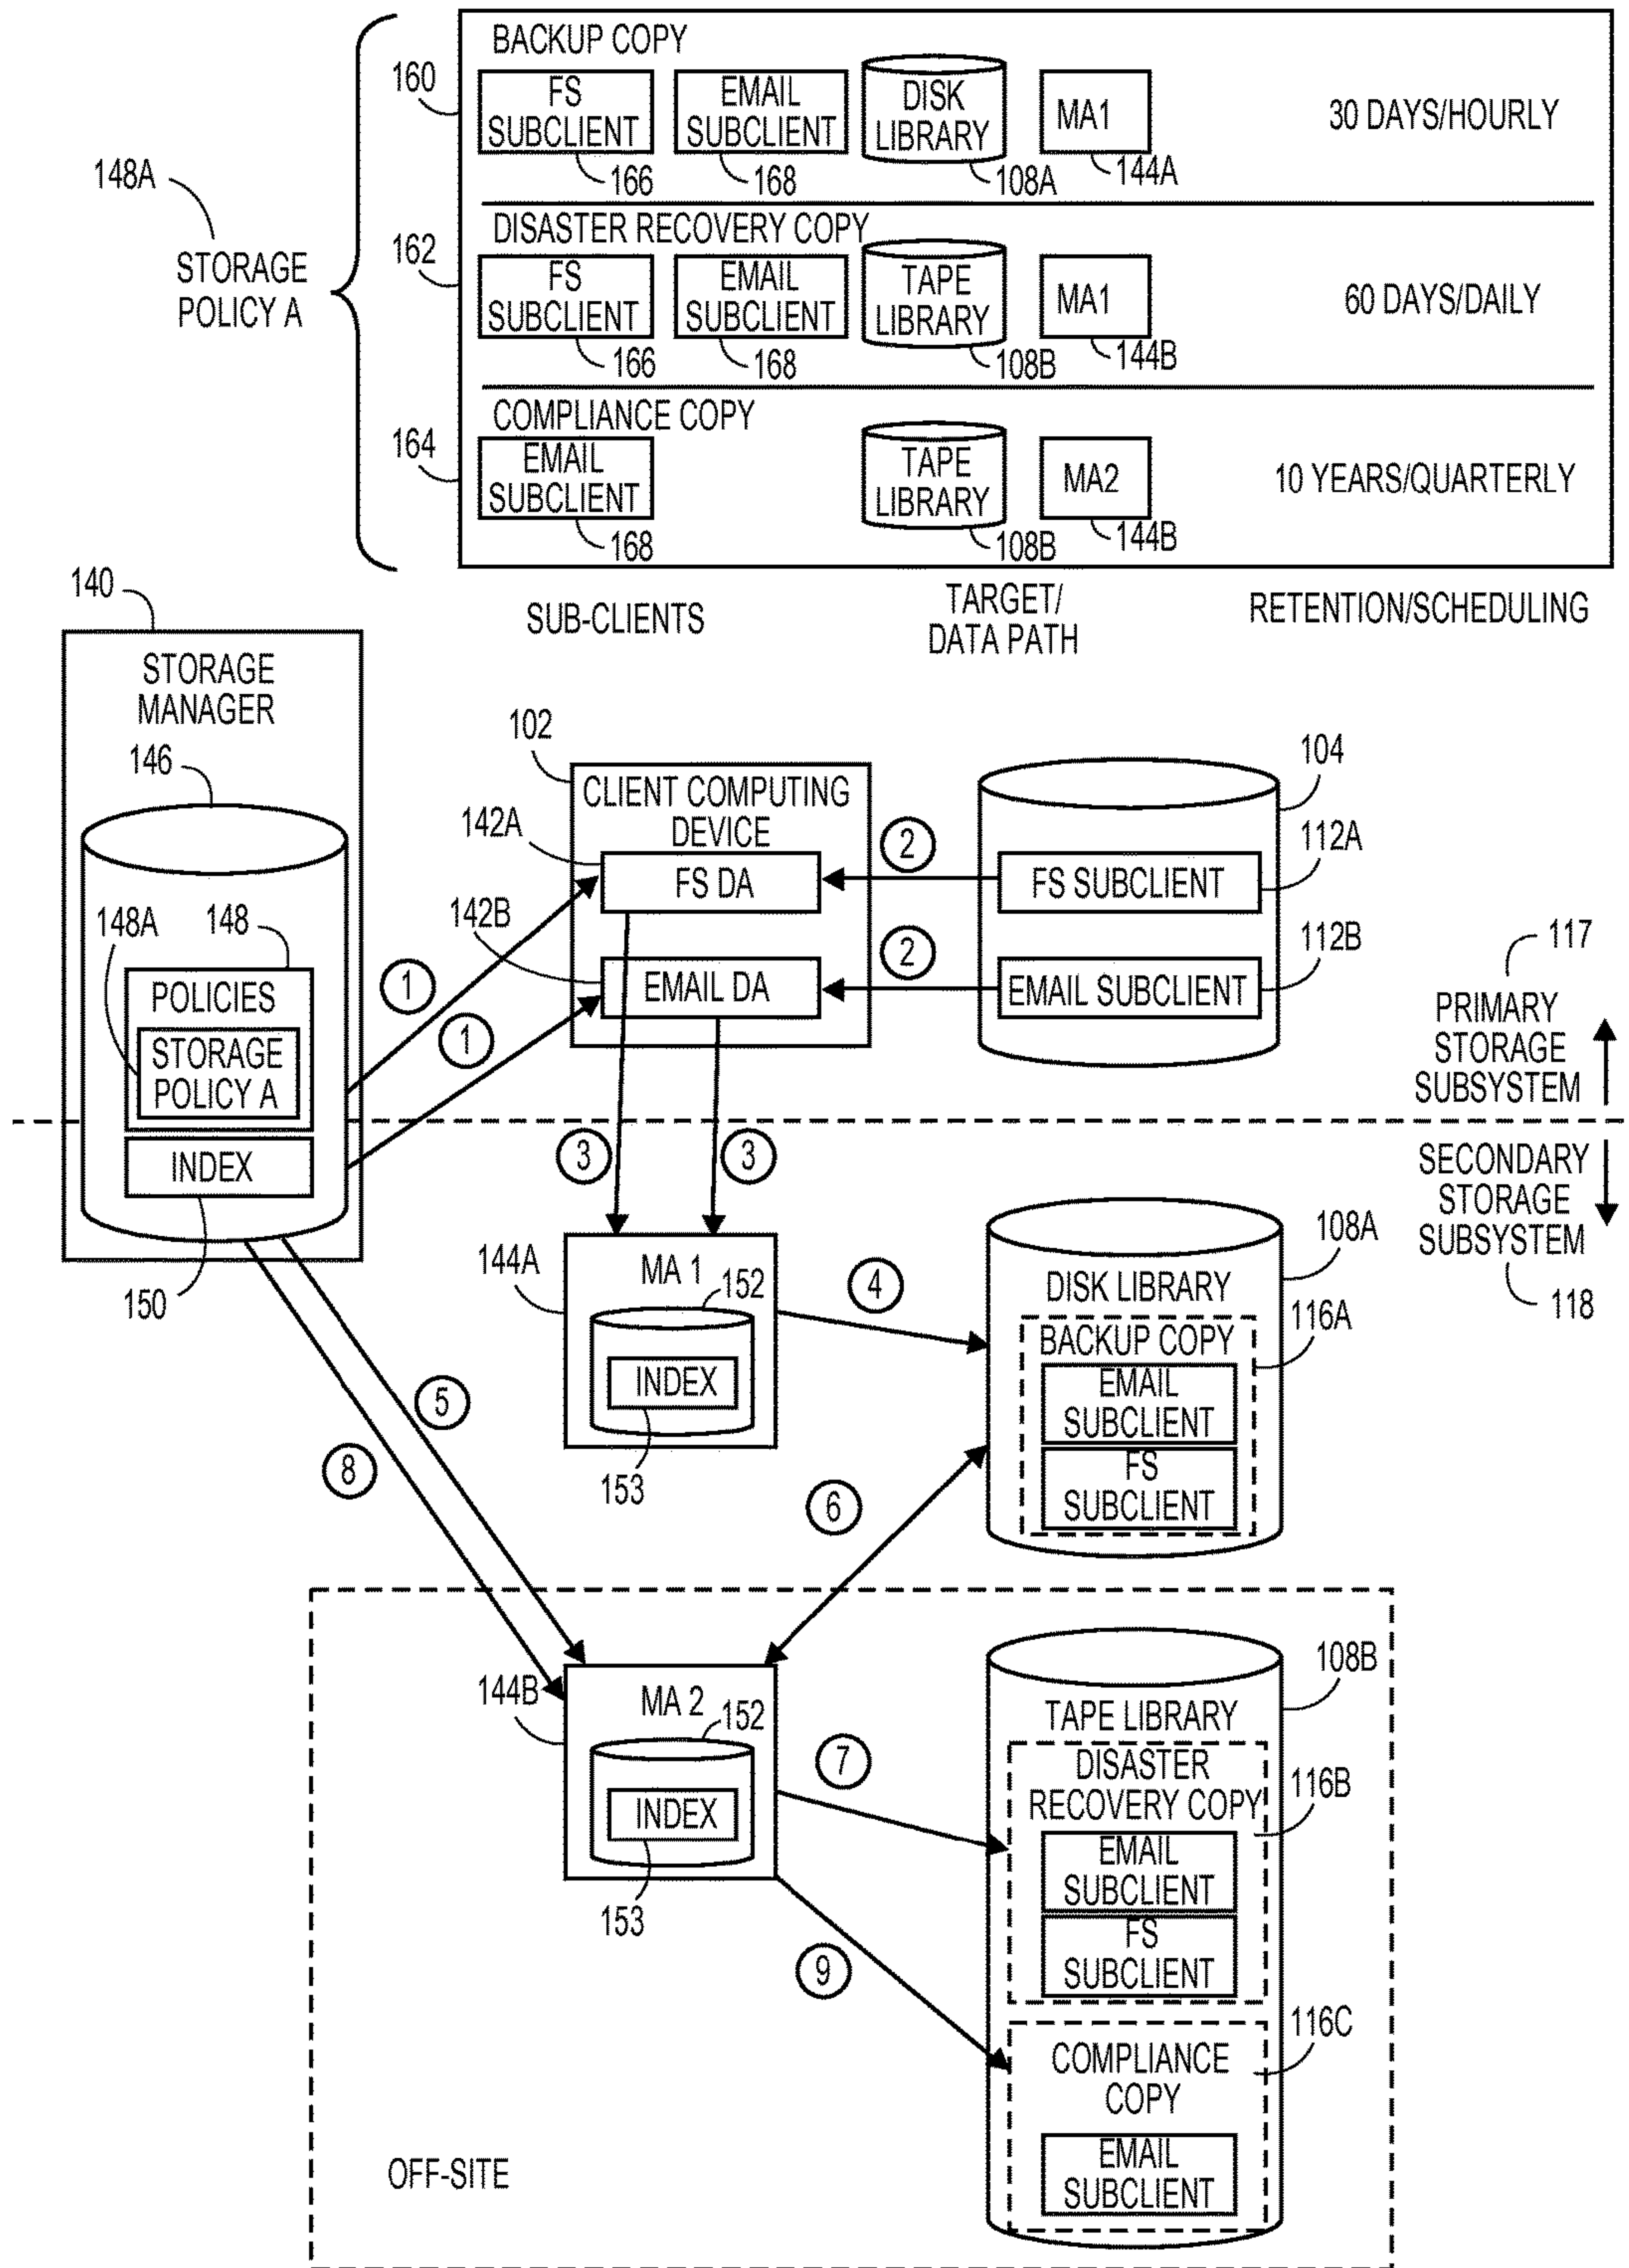 BACKUP COPY
160
FS
SUBCLIENT
166
EMAIL
SUBCLIENT
168
DISK
LIBRARY
108A
MA1
144A
30 DAYS/HOURLY
148A
STORAGE
POLICY A
DISASTER RECOVERY COPY
162
FS
SUBCLIENT
166
EMAIL
SUBCLIENT
168
TAPE
LIBRARY
108B
MA1
144B
60 DAYS/DAILY
COMPLIANCE COPY
164
EMAIL
SUBCLIENT
168
TAPE
LIBRARY
108B
MA2
144B
10 YEARS/QUARTERLY
SUB-CLIENTS
TARGET/
DATA PATH
RETENTION/SCHEDULING
140
STORAGE
MANAGER
146
148A
148
POLICIES
STORAGE
POLICY A
INDEX
150
102
CLIENT COMPUTING
DEVICE
142A
FS DA
142B
EMAIL DA
104
112A
FS SUBCLIENT
112B
EMAIL SUBCLIENT
1
1
2
2
117
PRIMARY
STORAGE
SUBSYSTEM
SECONDARY
STORAGE
SUBSYSTEM
118
3
3
144A
MA 1
152
INDEX
153
4
108A
DISK LIBRARY
116A
BACKUP COPY
EMAIL
SUBCLIENT
FS
SUBCLIENT
5
8
6
144B
MA 2
152
INDEX
153
7
9
108B
TAPE LIBRARY
DISASTER
RECOVERY COPY
116B
EMAIL
SUBCLIENT
FS
SUBCLIENT
116C
COMPLIANCE
COPY
EMAIL
SUBCLIENT
OFF-SITE